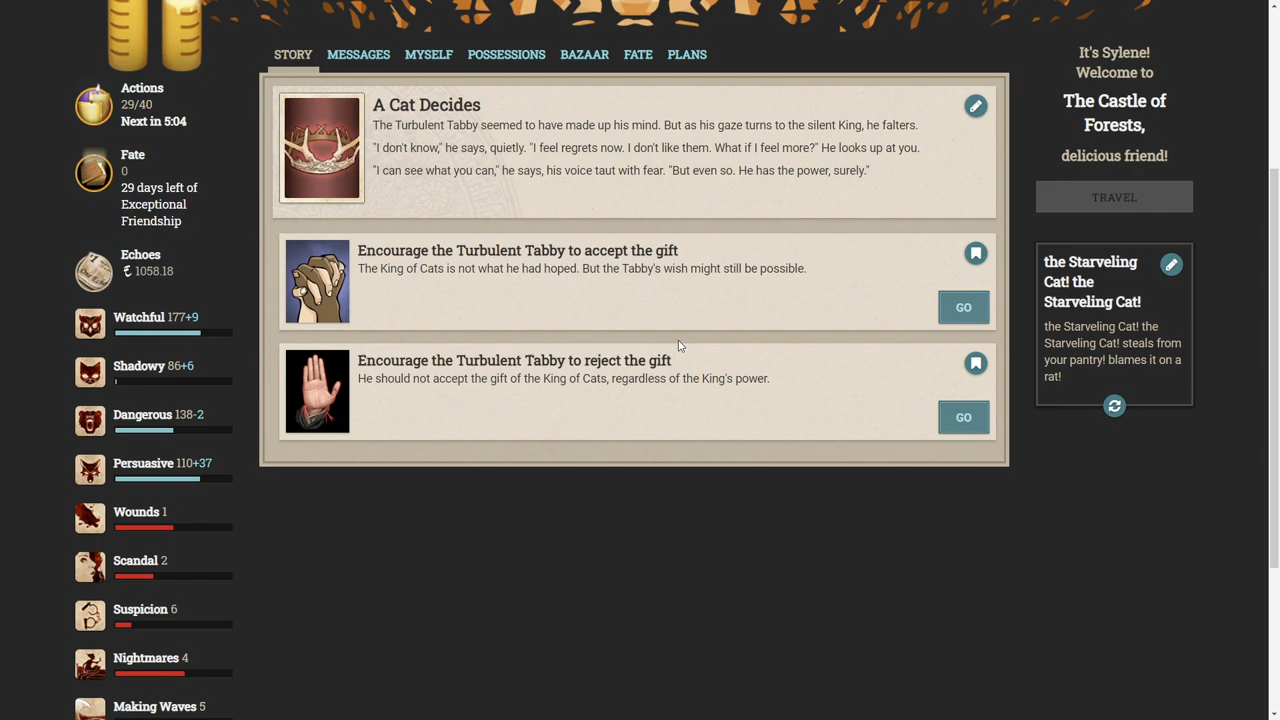 STORY MESSAGES MYSELF POSSESSIONS BAZAAR FATE PLANS
Actions
29/40
Next in 5:04
Fate
0
29 days left of
Exceptional
Friendship
Echoes
1058.18
Watchful 177+9
Shadowy 86+6
Dangerous 138-2
Persuasive 110+37
Wounds 1
Scandal 2
Suspicion 6
Nightmares 4
Making Waves 5
A Cat Decides
The Turbulent Tabby seemed to have made up his mind. But as his gaze turns to the silent King, he falters.
"I don't know," he says, quietly. "I feel regrets now. I don't like them. What if I feel more?" He looks up at you.
"I can see what you can," he says, his voice taut with fear. "But even so. He has the power, surely."
Encourage the Turbulent Tabby to accept the gift
The King of Cats is not what he had hoped. But the Tabby's wish might still be possible.
GO
Encourage the Turbulent Tabby to reject the gift
He should not accept the gift of the King of Cats, regardless of the King's power.
GO
It's Sylene!
Welcome to
The Castle of
Forests,
delicious friend!
TRAVEL
the Starveling
Cat! the
Starveling Cat!
the Starveling Cat! the
Starveling Cat! steals from
your pantry! blames it on a
rat!